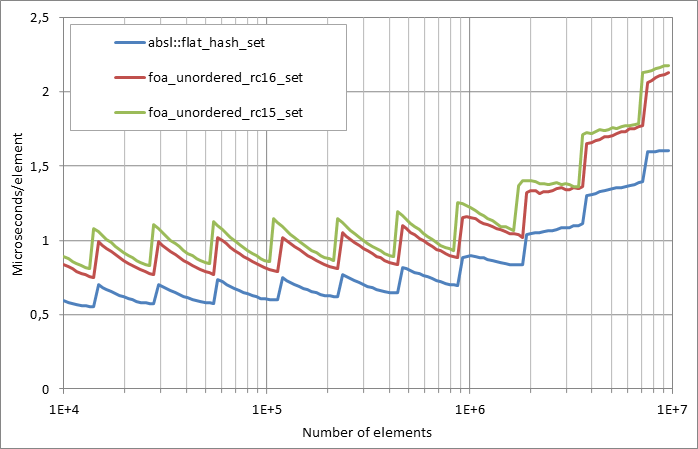 2,5
2
1,5
1
0,5
0
Microseconds/element
absl::flat_hash_set
foa_unordered_rc16_set
foa_unordered_rc15_set
1E+4
1E+5
1E+6
1E+7
Number of elements